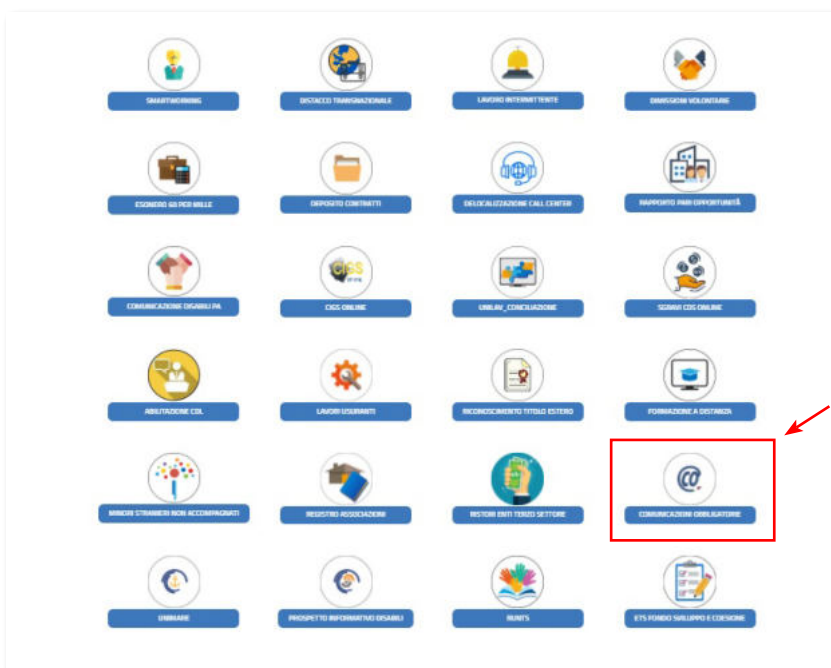 SMARTWORKING
DISTACCO TRANSNAZIONALE
LAVORO INTERMITTENTE
DIMISSIONI VOLONTARIE
ESONERO 60 PER MILLE
DEPOSITO CONTRATTI
DELOCALIZZAZIONE CALL CENTER
RAPPORTO PARI OPPORTUNITÀ
COMUNICAZIONE DISABILI PA
CIGS
CIGS ONLINE
UNILAV_CONCILIAZIONE
SGRAVI CDS ONLINE
ABILITAZIONE CDL
LAVORI USURANTI
RICONOSCIMENTO TITOLO ESTERO
FORMAZIONE A DISTANZA
MINORI STRANIERI NON ACCOMPAGNATI
REGISTRO ASSOCIAZIONI
RISTORI ENTI TERZO SETTORE
CO
COMUNICAZIONI OBBLIGATORIE
UNIMARE
PROSPETTO INFORMATIVO DISABILI
RUNTS
ETS FONDO SVILUPPO E COESIONE